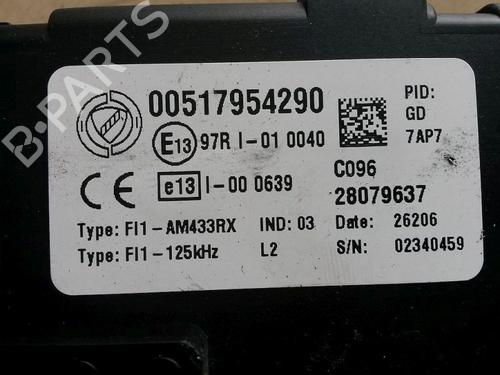 00517954290
PID:
GD
7AP7
E13 97R I-01 0040
C096
CE e13 I-00 0639
28079637
Type: FI1-AM433RX IND: 03 Date: 26206
Type: FI1-125kHz L2 S/N: 02340459
B-Parts